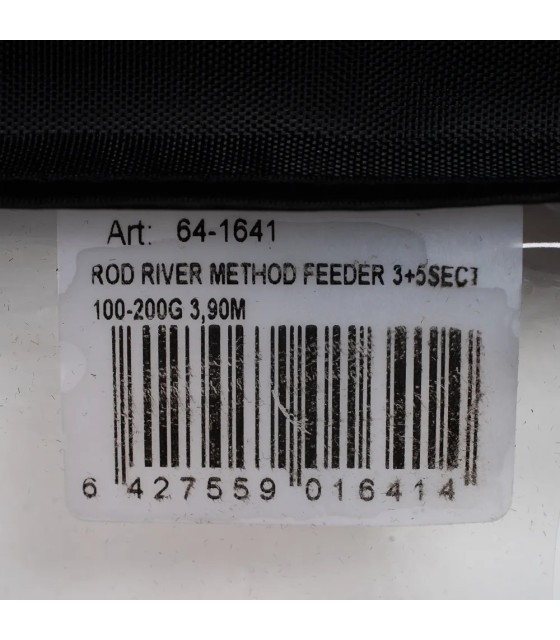 Art: 64-1641
ROD RIVER METHOD FEEDER 3+5SECT
100-200G 3,90M
6 427559 016414